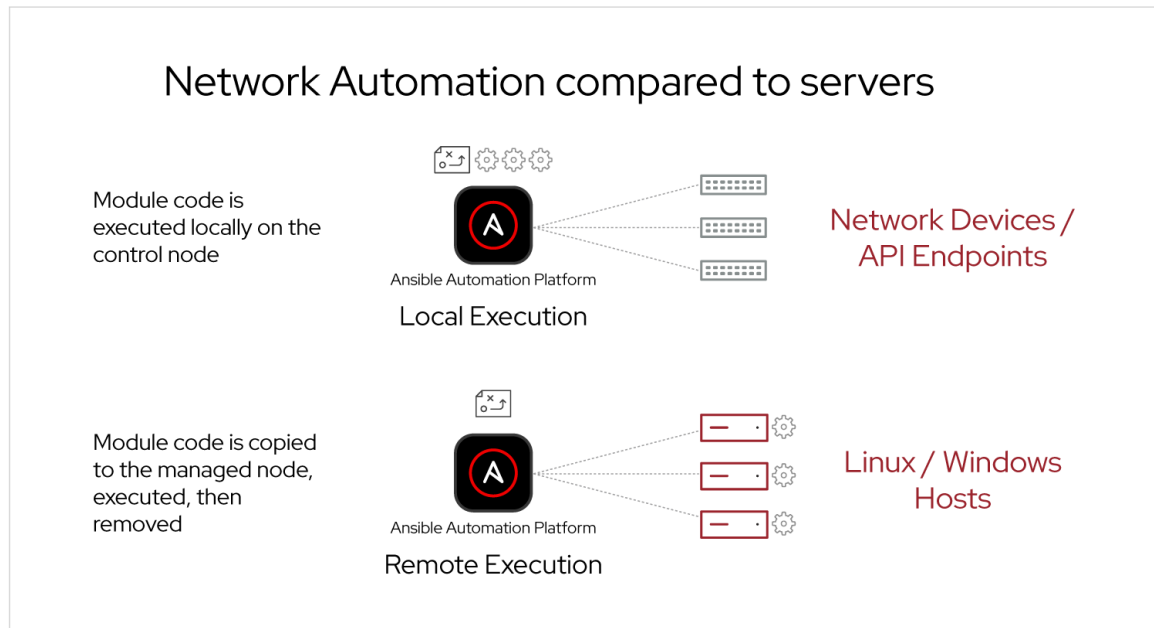 Network Automation compared to servers
Module code is
executed locally on the
control node
Ansible Automation Platform
Local Execution
Network Devices /
API Endpoints
Module code is copied
to the managed node,
executed, then
removed
Ansible Automation Platform
Remote Execution
Linux / Windows
Hosts